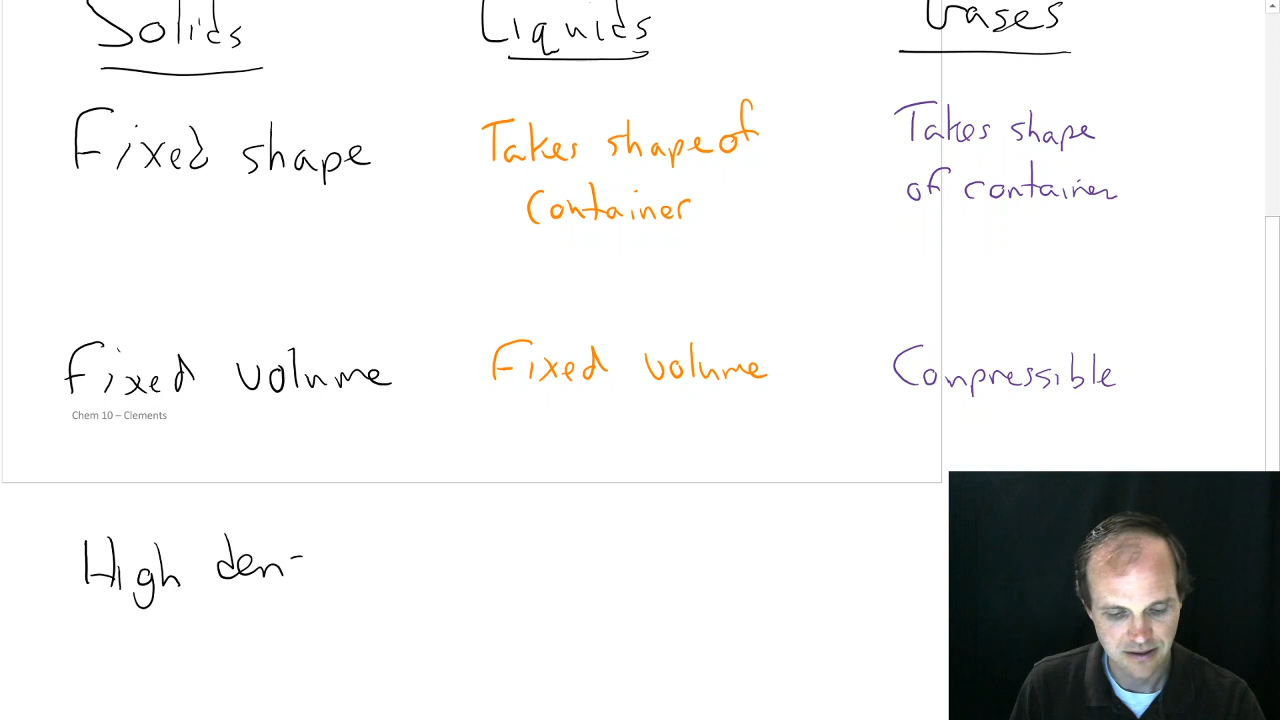 Solids
Liquids
Gases
Fixed shape
Takes shape of
container
Takes shape
of container
Fixed volume
Fixed volume
Compressible
Chem 10 – Clements
High den